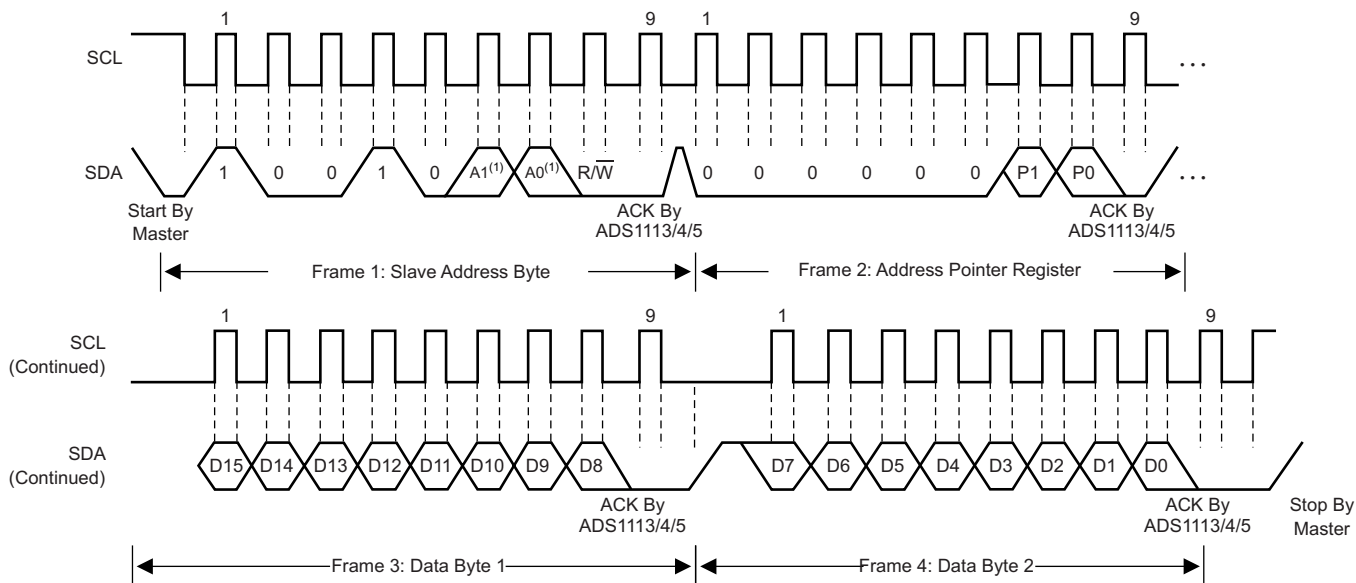 1 9 1 9
SCL ...
SDA 1 0 0 1 0 A1(1) A0(1) R/W̅ 0 0 0 0 0 0 P1 P0 ...
Start By
Master
ACK By
ADS1113/4/5
ACK By
ADS1113/4/5
Frame 1: Slave Address Byte
Frame 2: Address Pointer Register
1 9 1 9
SCL
(Continued)
SDA
(Continued)
D15 D14 D13 D12 D11 D10 D9 D8 D7 D6 D5 D4 D3 D2 D1 D0
ACK By
ADS1113/4/5
ACK By
ADS1113/4/5
Stop By
Master
Frame 3: Data Byte 1
Frame 4: Data Byte 2